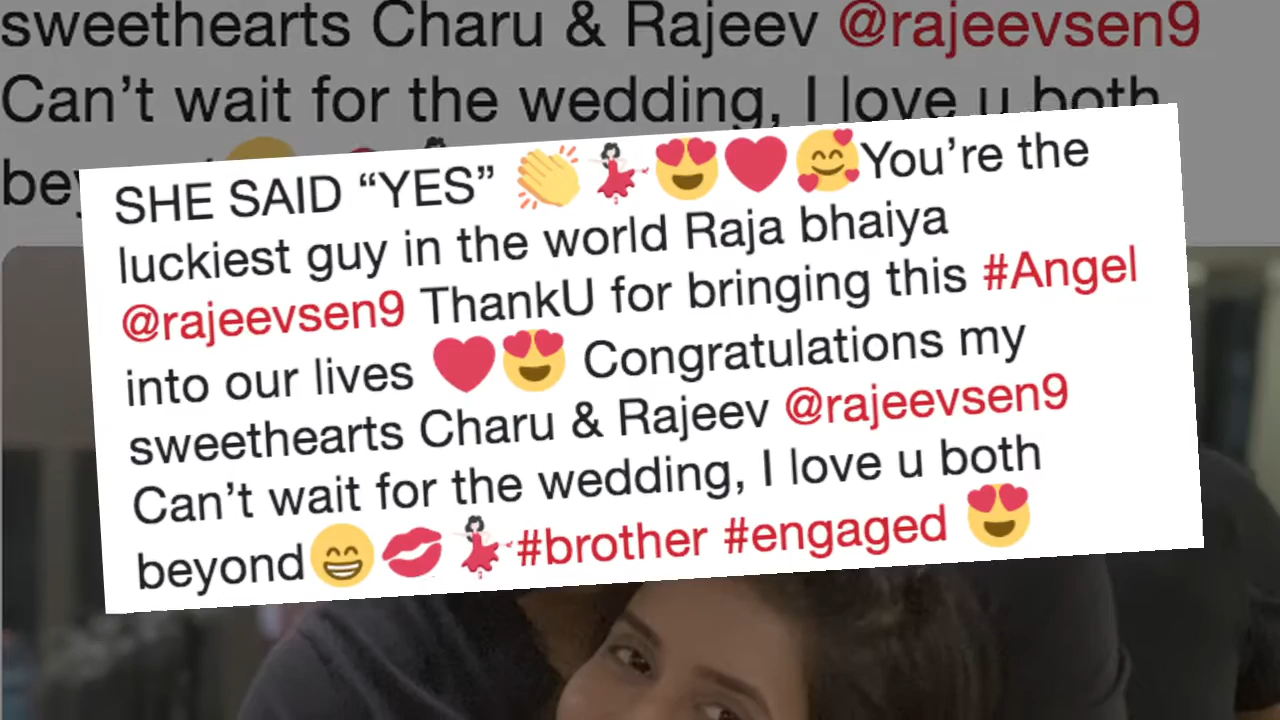 sweethearts Charu & Rajeev @rajeevsen9
Can't wait for the wedding, I love u both
SHE SAID “YES” 👏💃😍❤️🥰You're the
luckiest guy in the world Raja bhaiya
@rajeevsen9 ThankU for bringing this #Angel
into our lives ❤️😍 Congratulations my
sweethearts Charu & Rajeev @rajeevsen9
Can't wait for the wedding, I love u both
beyond😁💋💃#brother #engaged 😍